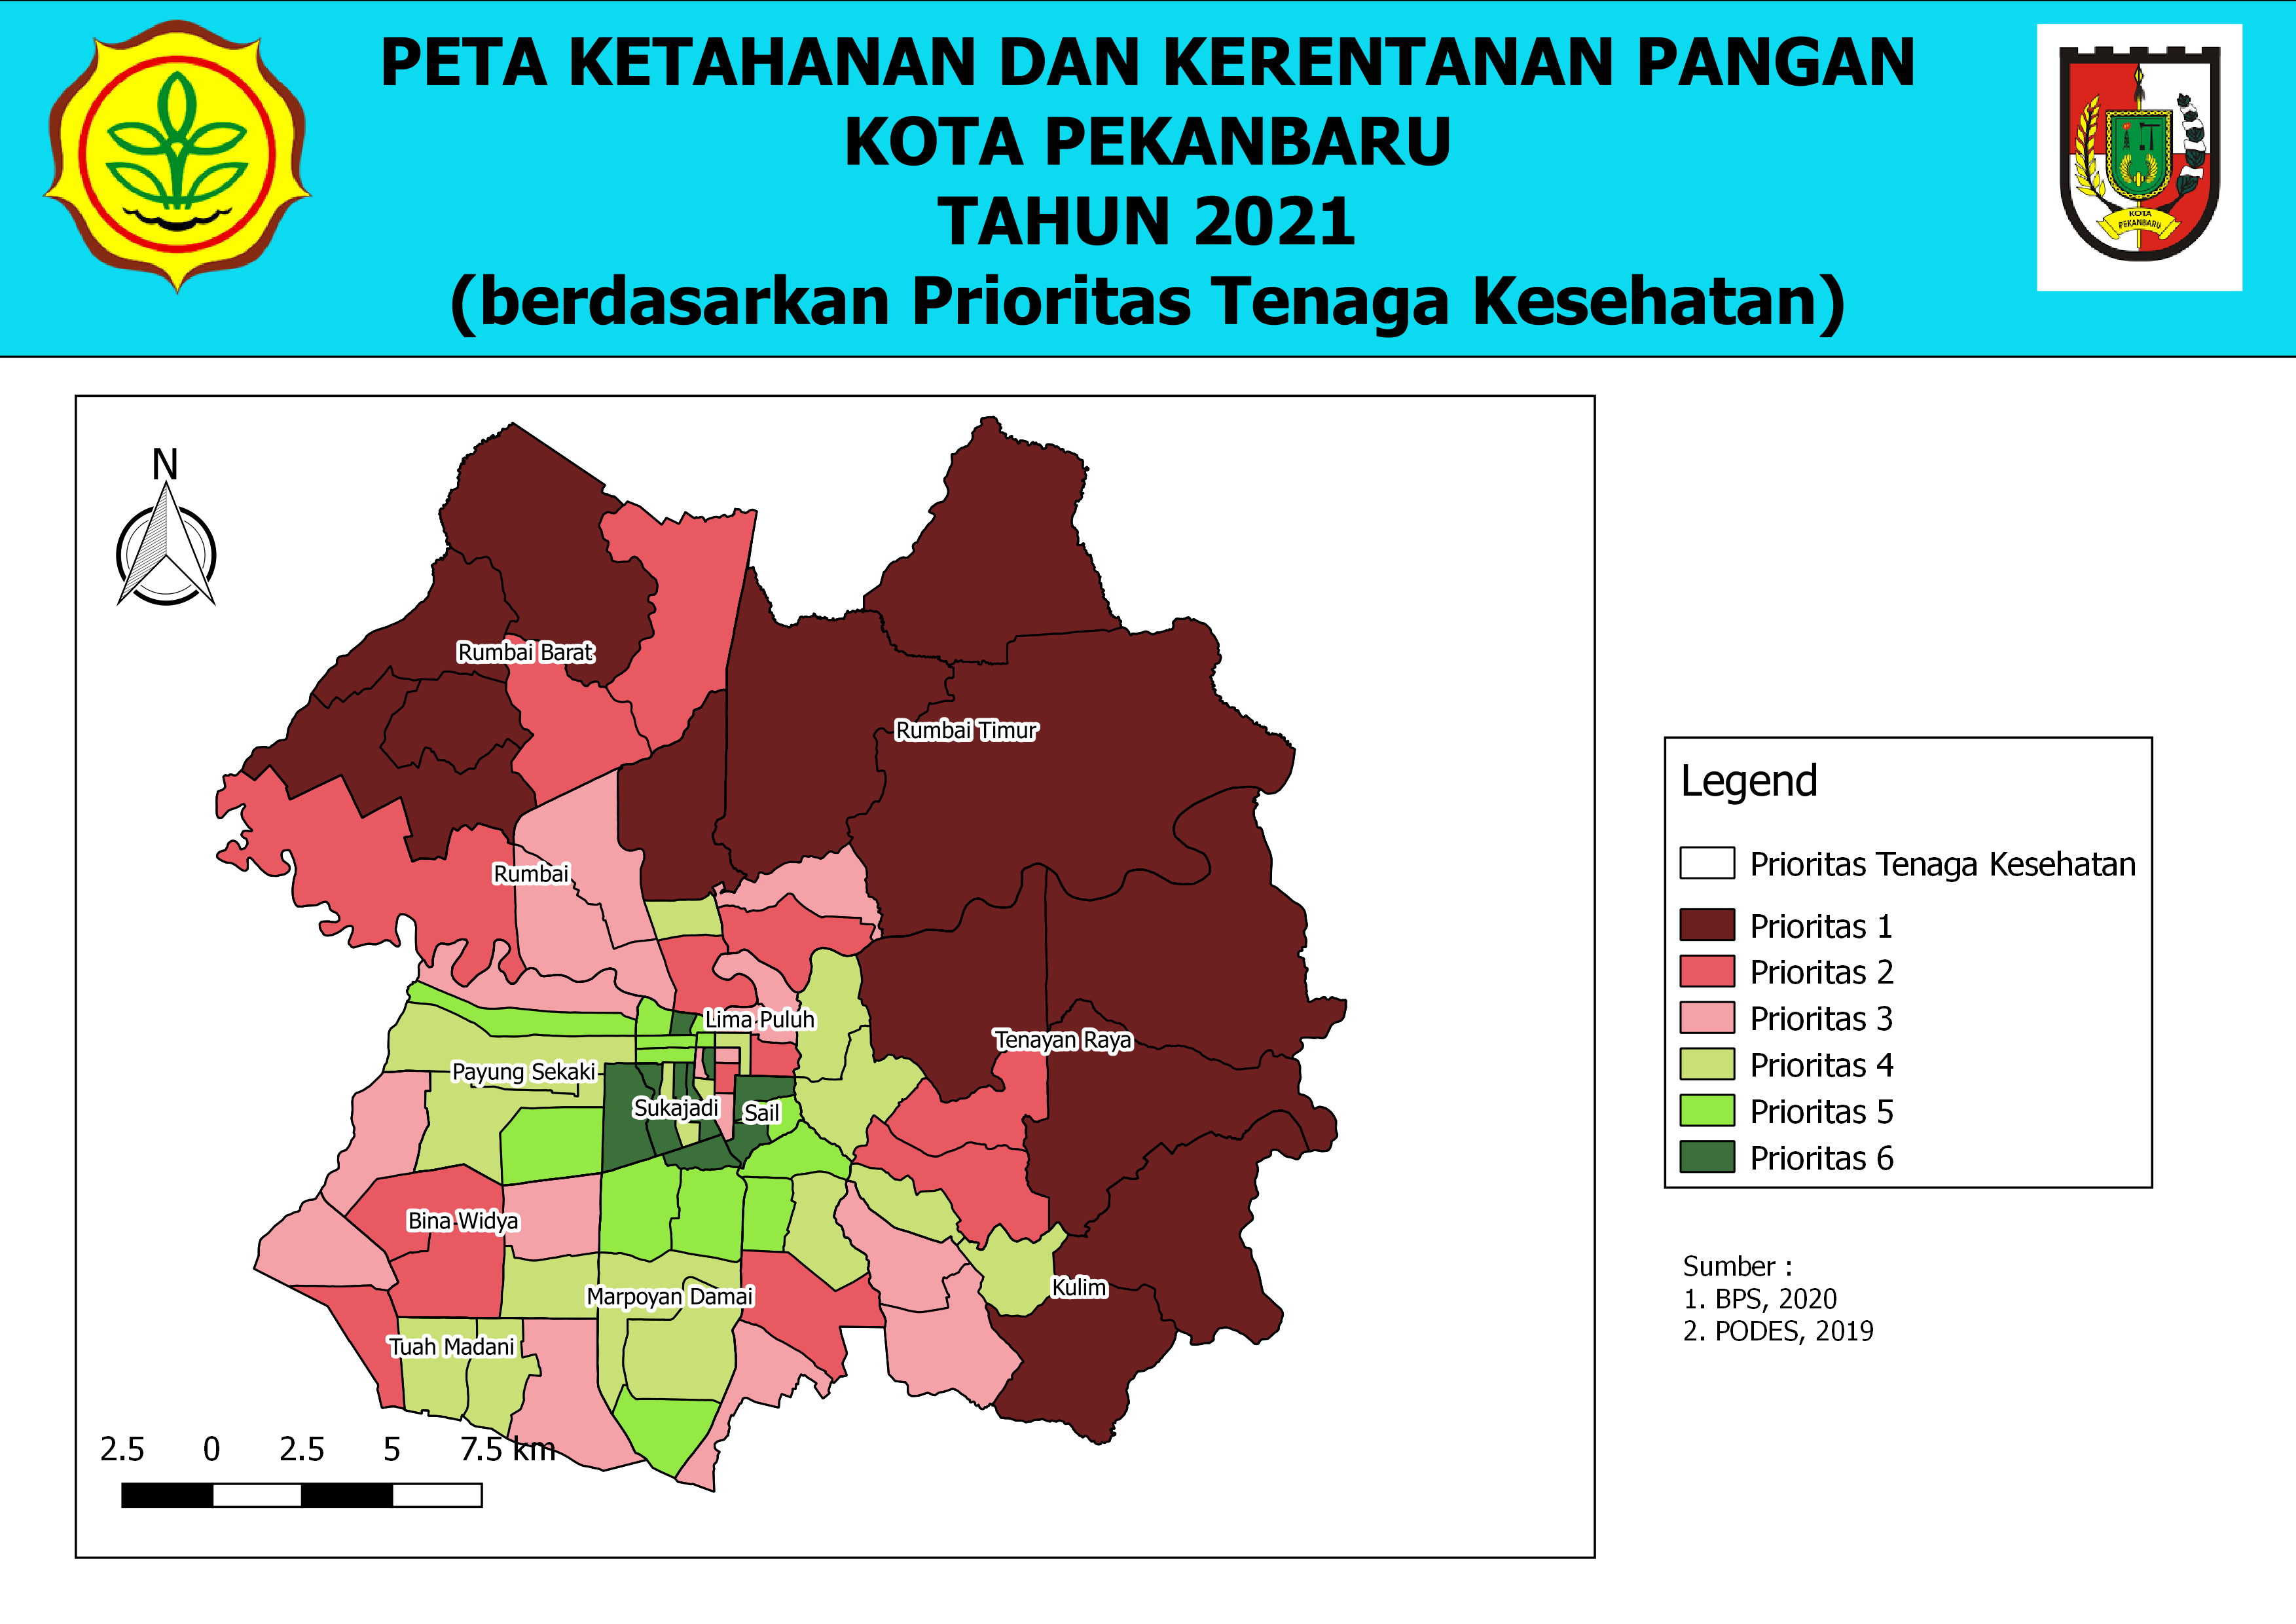 PETA KETAHANAN DAN KERENTANAN PANGAN
KOTA PEKANBARU
TAHUN 2021
(berdasarkan Prioritas Tenaga Kesehatan)
KOTA
PEKANBARU
N
Rumbai Barat
Rumbai Timur
Rumbai
Lima Puluh
Tenayan Raya
Payung Sekaki
Sukajadi
Sail
Bina Widya
Kulim
Marpoyan Damai
Tuah Madani
2.5 0 2.5 5 7.5 km
Legend
Prioritas Tenaga Kesehatan
Prioritas 1
Prioritas 2
Prioritas 3
Prioritas 4
Prioritas 5
Prioritas 6
Sumber :
1. BPS, 2020
2. PODES, 2019